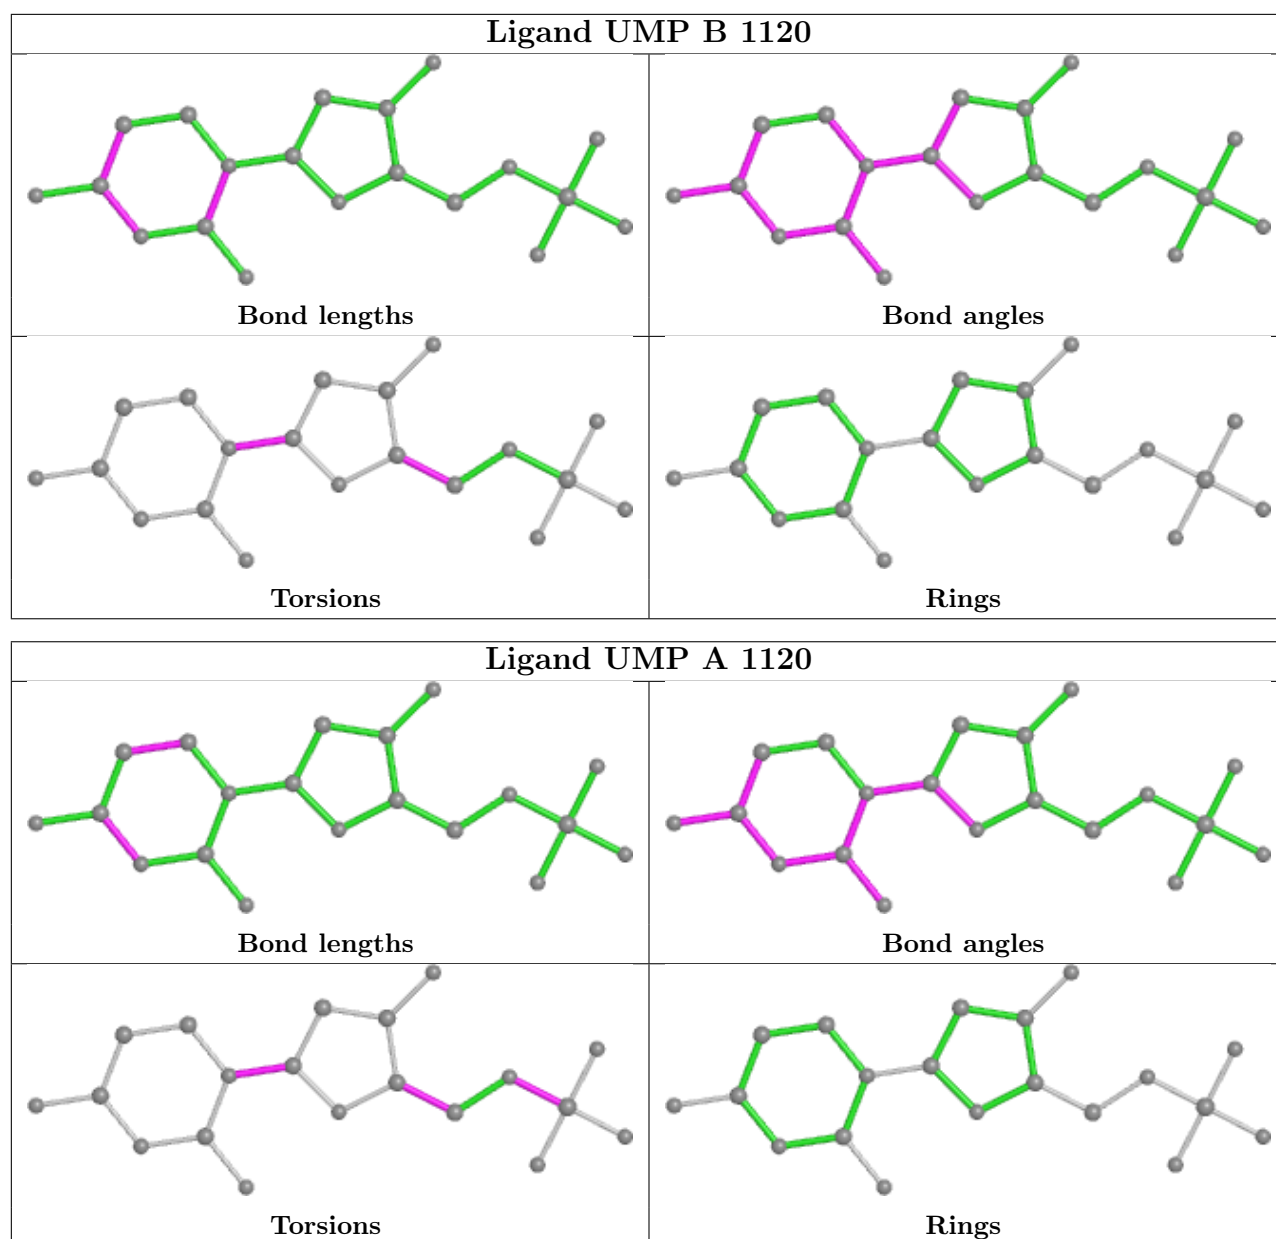 Ligand UMP B 1120
Bond lengths
Bond angles
Torsions
Rings
Ligand UMP A 1120
Bond lengths
Bond angles
Torsions
Rings